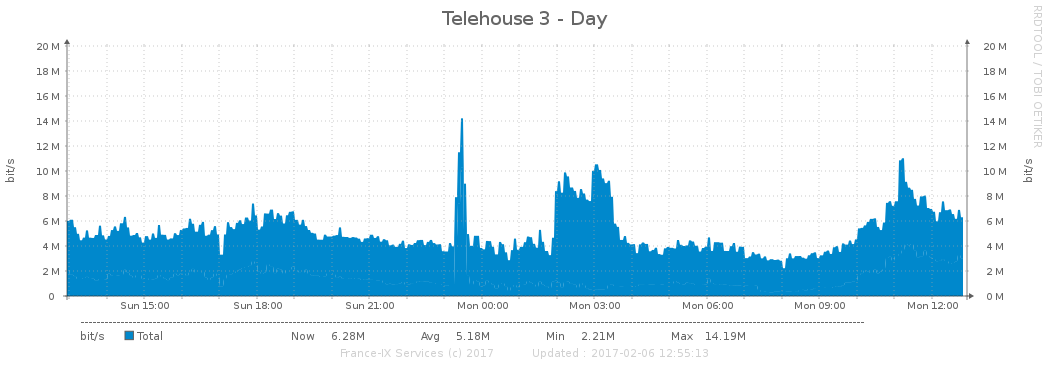 Telehouse 3 - Day
RRDTOOL / TOBI OETIKER
20 M 20 M
18 M 18 M
16 M 16 M
14 M 14 M
12 M 12 M
10 M 10 M
8 M 8 M
6 M 6 M
4 M 4 M
2 M 2 M
0 0 M
bit/s bit/s
Sun 15:00 Sun 18:00 Sun 21:00 Mon 00:00 Mon 03:00 Mon 06:00 Mon 09:00 Mon 12:00
bit/s Total Now 6.28M Avg 5.18M Min 2.21M Max 14.19M
France-IX Services (c) 2017 Updated : 2017-02-06 12:55:13